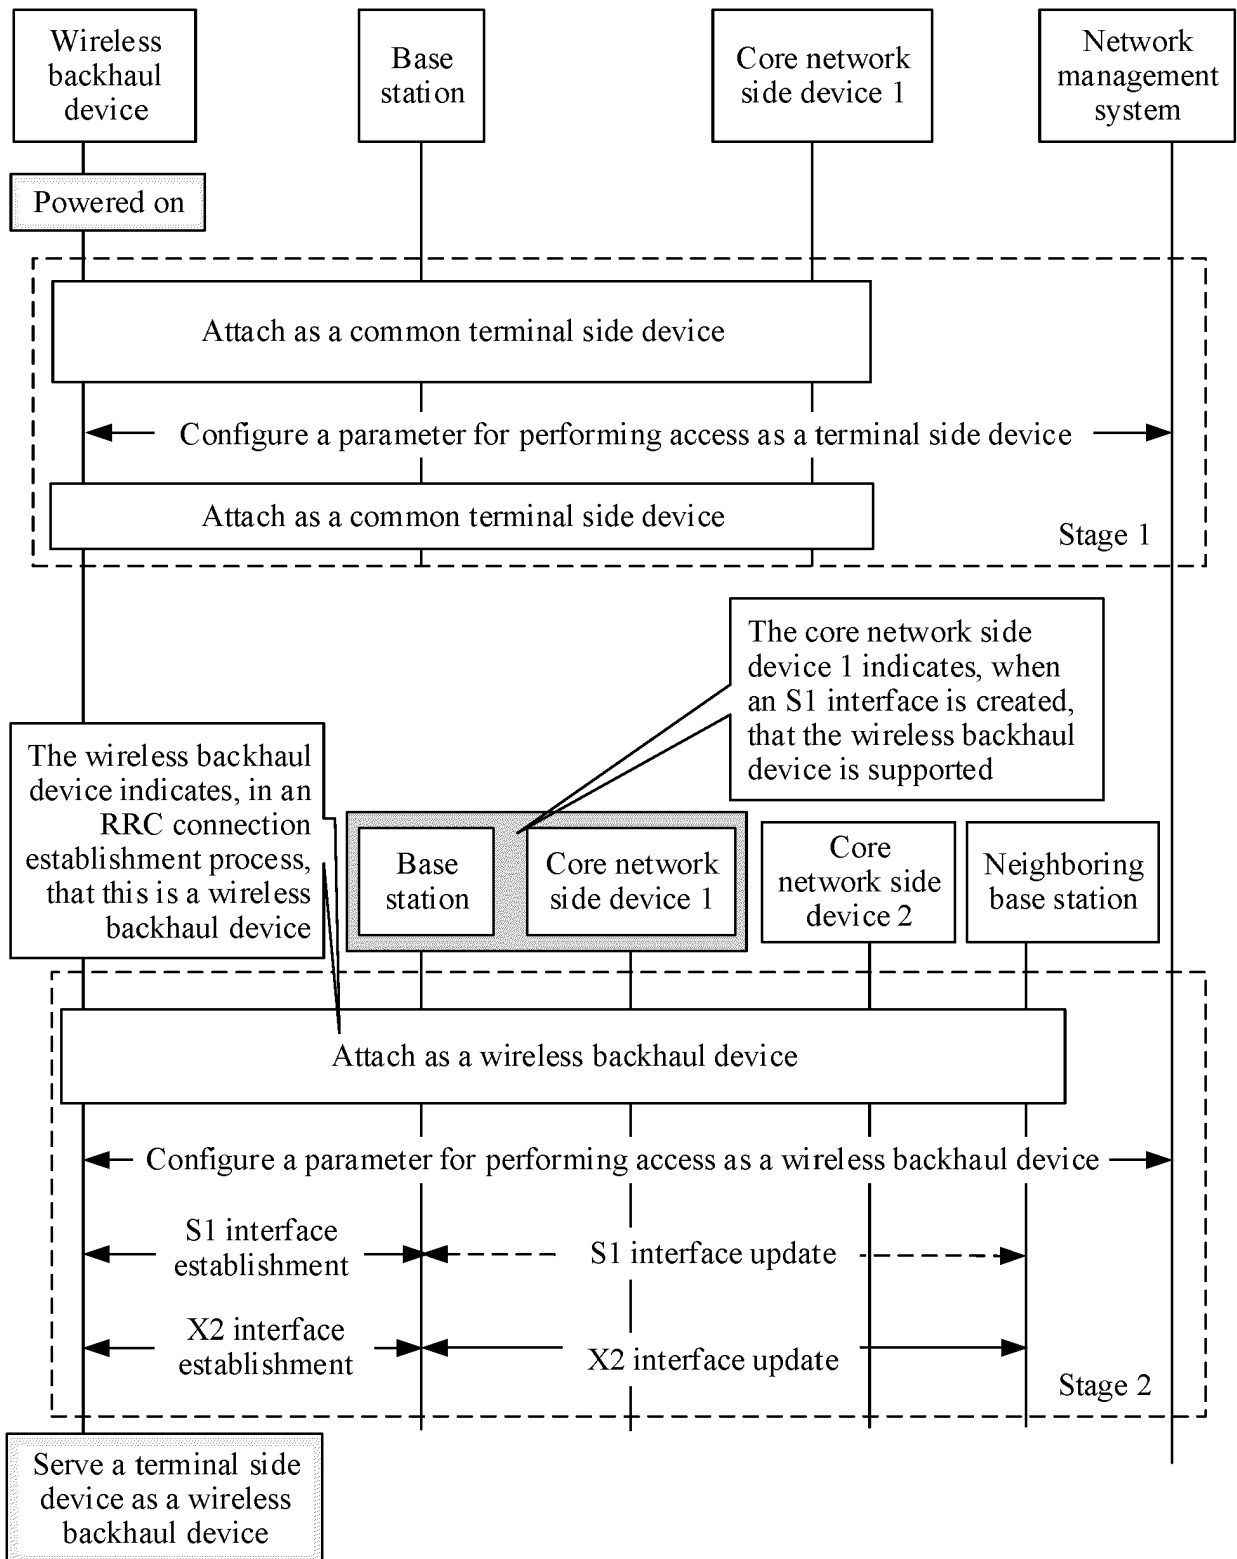 Wireless
backhaul
device
Base
station
Core network
side device 1
Network
management
system
Powered on
Attach as a common terminal side device
Configure a parameter for performing access as a terminal side device
Attach as a common terminal side device
Stage 1
The core network side
device 1 indicates, when
an S1 interface is created,
that the wireless backhaul
device is supported
The wireless backhaul
device indicates, in an
RRC connection
establishment process,
that this is a wireless
backhaul device
Base
station
Core network
side device 1
Core
network side
device 2
Neighboring
base station
Attach as a wireless backhaul device
Configure a parameter for performing access as a wireless backhaul device
S1 interface
establishment
S1 interface update
X2 interface
establishment
X2 interface update
Stage 2
Serve a terminal side
device as a wireless
backhaul device